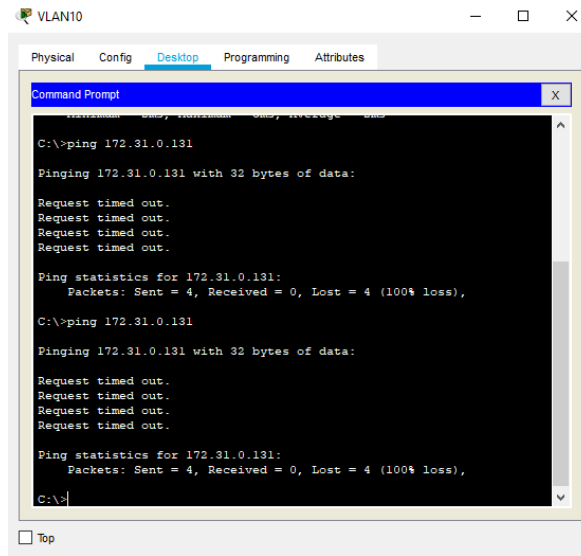 VLAN10
Physical Config Desktop Programming Attributes
Command Prompt
X
C:\>ping 172.31.0.131
Pinging 172.31.0.131 with 32 bytes of data:
Request timed out.
Request timed out.
Request timed out.
Request timed out.
Ping statistics for 172.31.0.131:
Packets: Sent = 4, Received = 0, Lost = 4 (100% loss),
C:\>ping 172.31.0.131
Pinging 172.31.0.131 with 32 bytes of data:
Request timed out.
Request timed out.
Request timed out.
Request timed out.
Ping statistics for 172.31.0.131:
Packets: Sent = 4, Received = 0, Lost = 4 (100% loss),
C:\>
Top